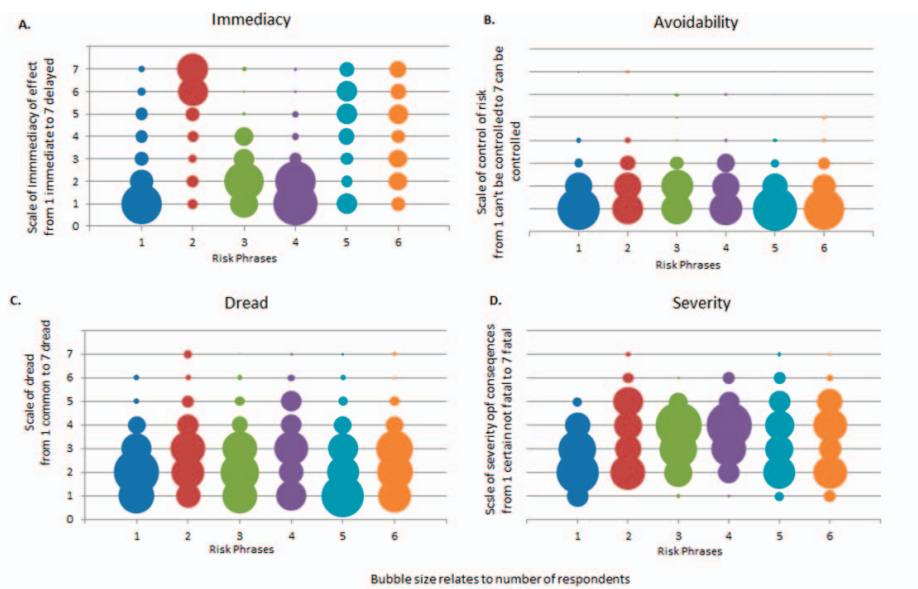 A.
Immediacy
Scale of immediacy of effect
from 1 immediate to 7 delayed
7
6
5
4
3
2
1
0
1 2 3 4 5 6
Risk Phrases
B.
Avoidability
Scale of control of risk
from 1 can't be controlled to 7 can be
controlled
1 2 3 4 5 6
Risk Phrases
C.
Dread
Scale of dread
from 1 common to 7 dread
7
6
5
4
3
2
1
0
1 2 3 4 5 6
Risk Phrases
D.
Severity
Scsle of severity opf conseqences
from 1 certain not fatal to 7 fatal
1 2 3 4 5 6
Risk Phrases
Bubble size relates to number of respondents